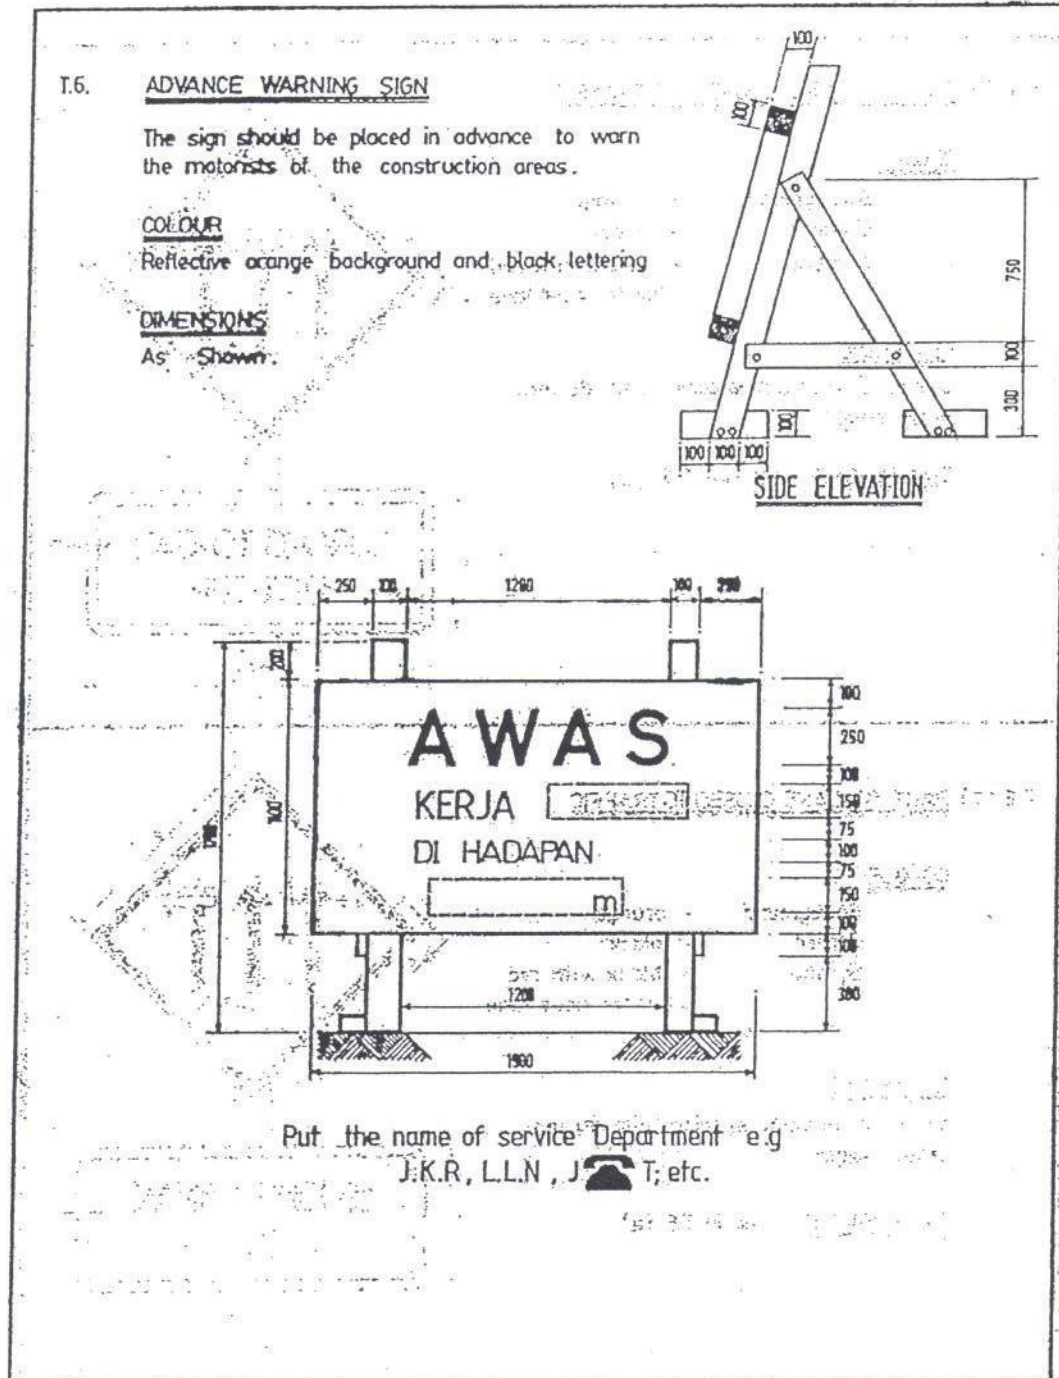 T.6. ADVANCE WARNING SIGN
The sign should be placed in advance to warn
the motorists of the construction areas.
COLOUR
Reflective orange background and black lettering
DIMENSIONS
As Shown.
100
100
750
100
300
100
100 100 100
SIDE ELEVATION
250 100 1200 100 250
200
100
250
100
150
75
100
75
150
100
100
300
AWAS
KERJA
DI HADAPAN
m
1200
1900
Put the name of service Department e.g
J.K.R, L.L.N, J T; etc.